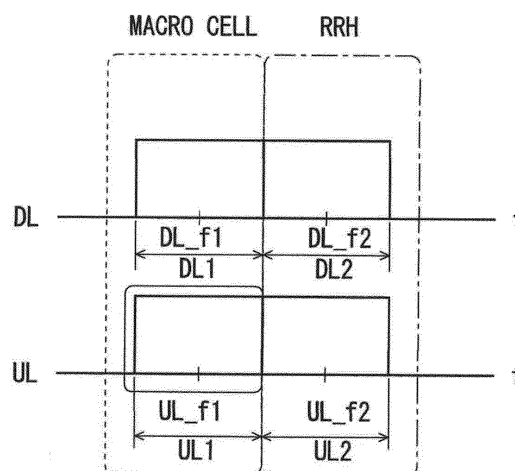 MACRO CELL RRH
DL
DL_f1 DL_f2
DL1 DL2
UL
UL_f1 UL_f2
UL1 UL2